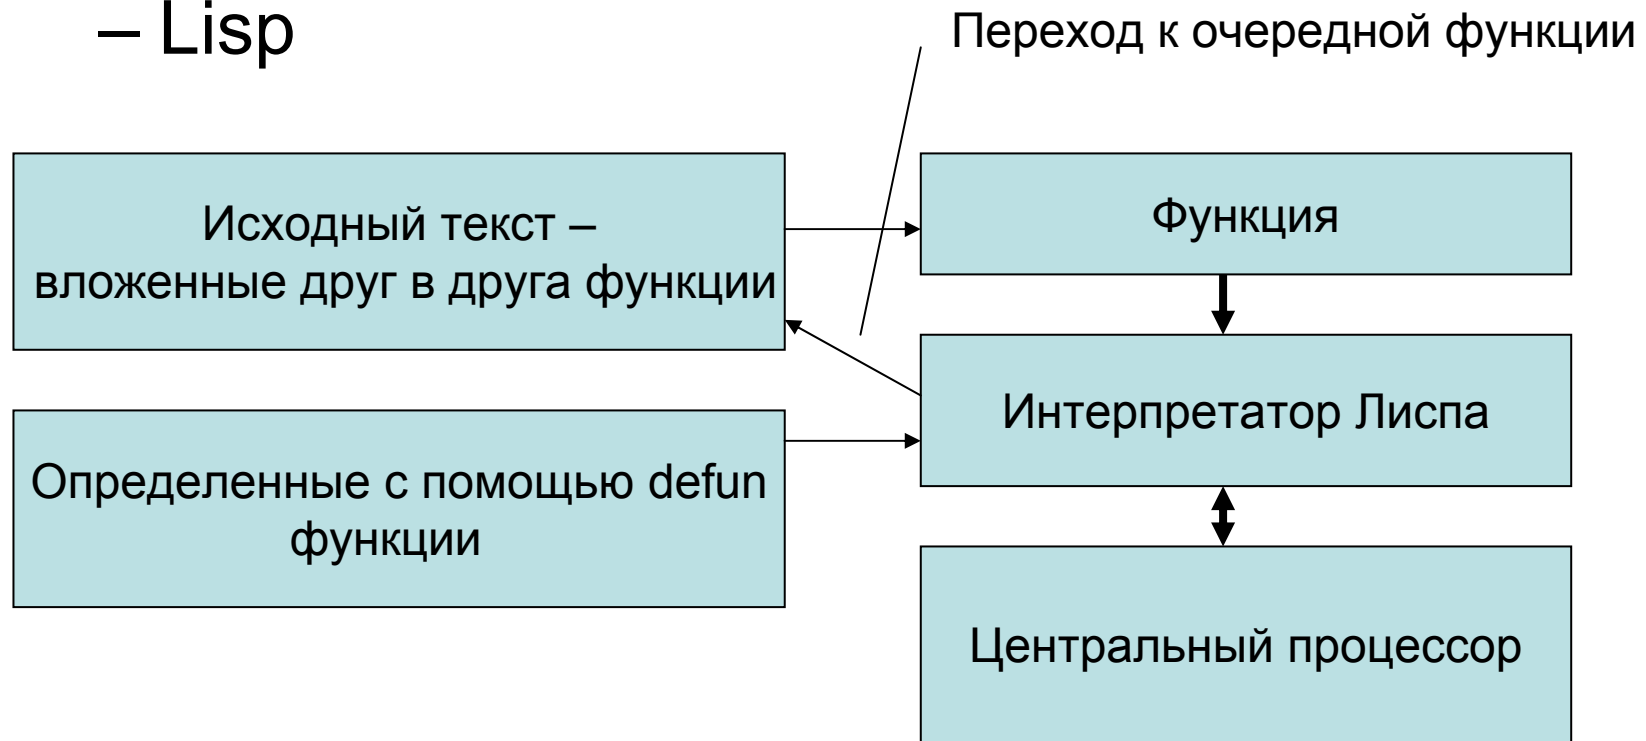 – Lisp
Переход к очередной функции
Исходный текст –
вложенные друг в друга функции
Функция
Интерпретатор Лиспа
Определенные с помощью defun
функции
Центральный процессор